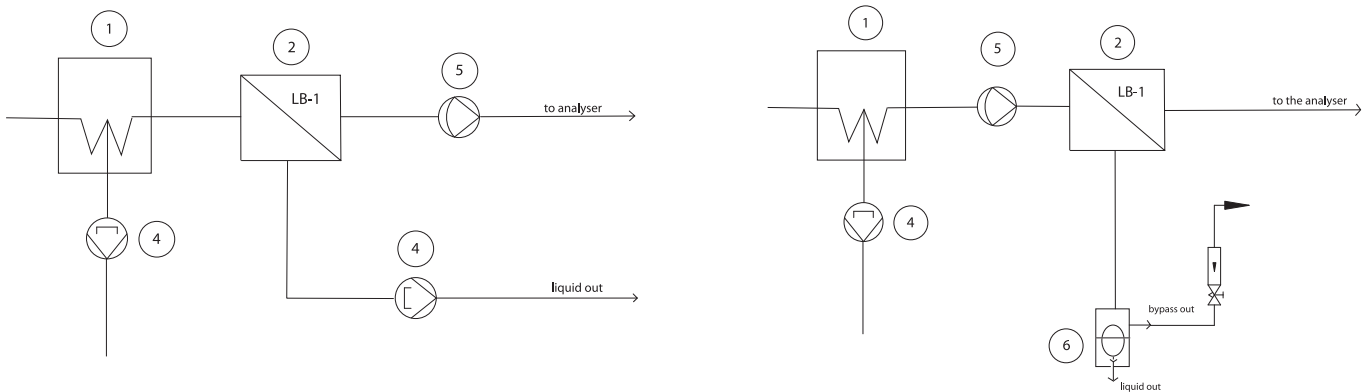 1
2
LB-1
5
to analyser
4
4
liquid out
1
5
2
LB-1
to the analyser
4
bypass out
6
liquid out